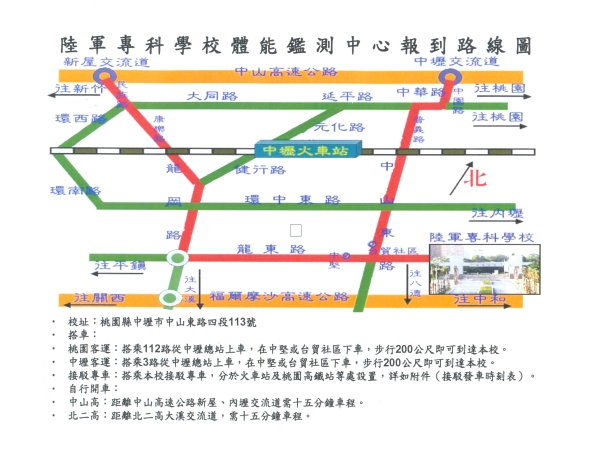 陸軍專科學校體能鑑測中心報到路線圖
新屋交流道
中壢交流道
中山高速公路
往新竹
往桃園
民
大同路
延平路
中華路
中園路
環西路
康樂路
元化路
普義路
往桃園
中壢火車站
龍岡路
健行路
中山東路
北
環南路
環中東路
往內壢
陸軍專科學校
龍東路
中堅
貿社區
往平鎮
往大溪
往八德
往關西
福爾摩沙高速公路
往中和
• 校址：桃園縣中壢市中山東路四段113號
• 搭車：
• 桃園客運：搭乘112路從中壢總站上車，在中堅或台貿社區下車，步行200公尺即可到達本校。
• 中壢客運：搭乘3路從中壢總站上車，在中堅或台貿社區下車，步行200公尺即可到達本校。
• 接駁專車：搭乘本校接駁專車，分於火車站及桃園高鐵站等處設置，詳如附件（接駁發車時刻表）。
• 自行開車：
• 中山高：距離中山高速公路新屋、內壢交流道需十五分鐘車程。
• 北二高：距離北二高大溪交流道，需十五分鐘車程。